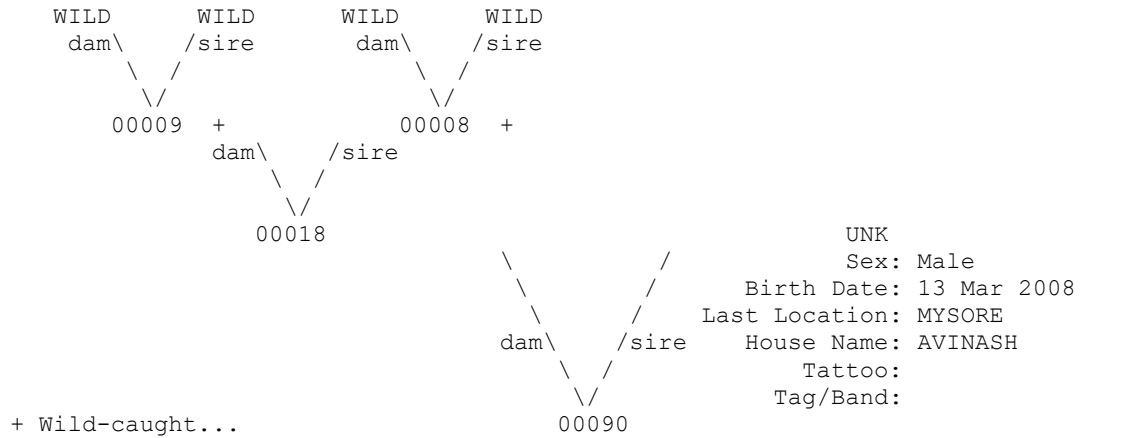 WILD WILD WILD WILD
dam\ /sire dam\ /sire
\ / \ /
\/ \/
00009 + 00008 +
dam\ /sire
\ /
\/
00018 UNK
\ / Sex: Male
\ / Birth Date: 13 Mar 2008
\ / Last Location: MYSORE
dam\ /sire House Name: AVINASH
\ / Tattoo:
\/ Tag/Band:
+ Wild-caught... 00090